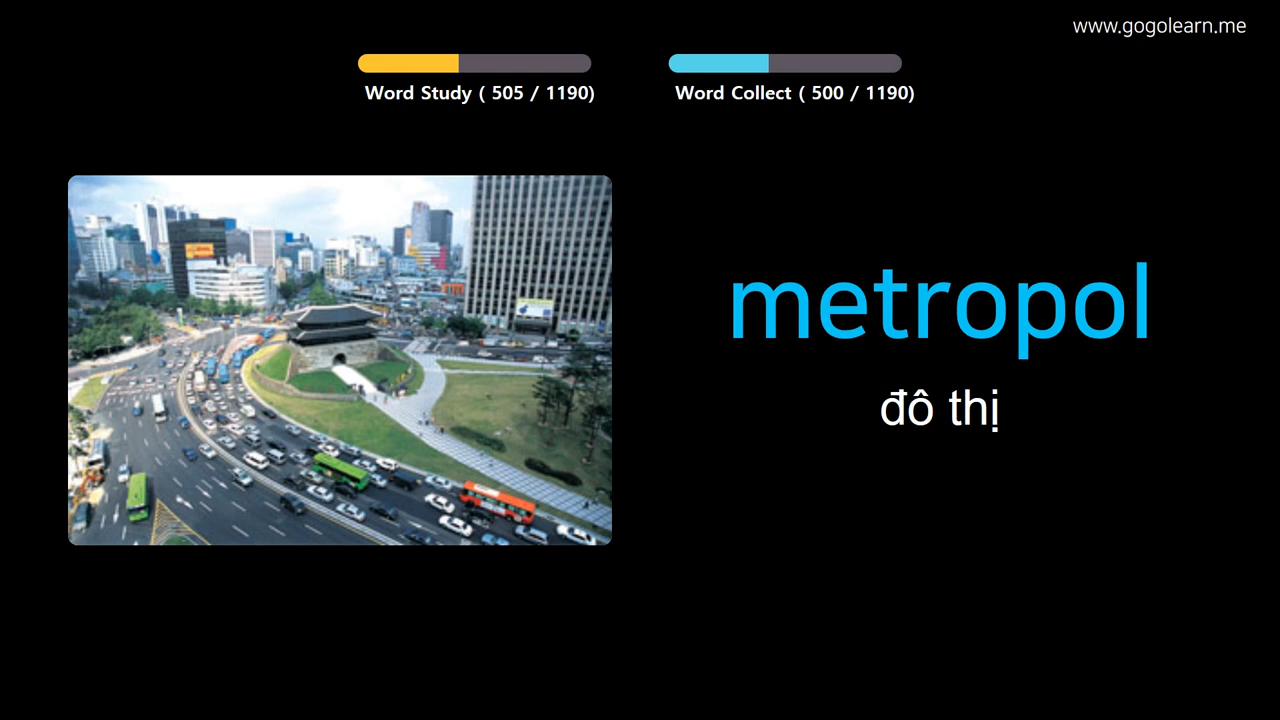 www.gogolearn.me
Word Study ( 505 / 1190)
Word Collect ( 500 / 1190)
metropol
đô thị